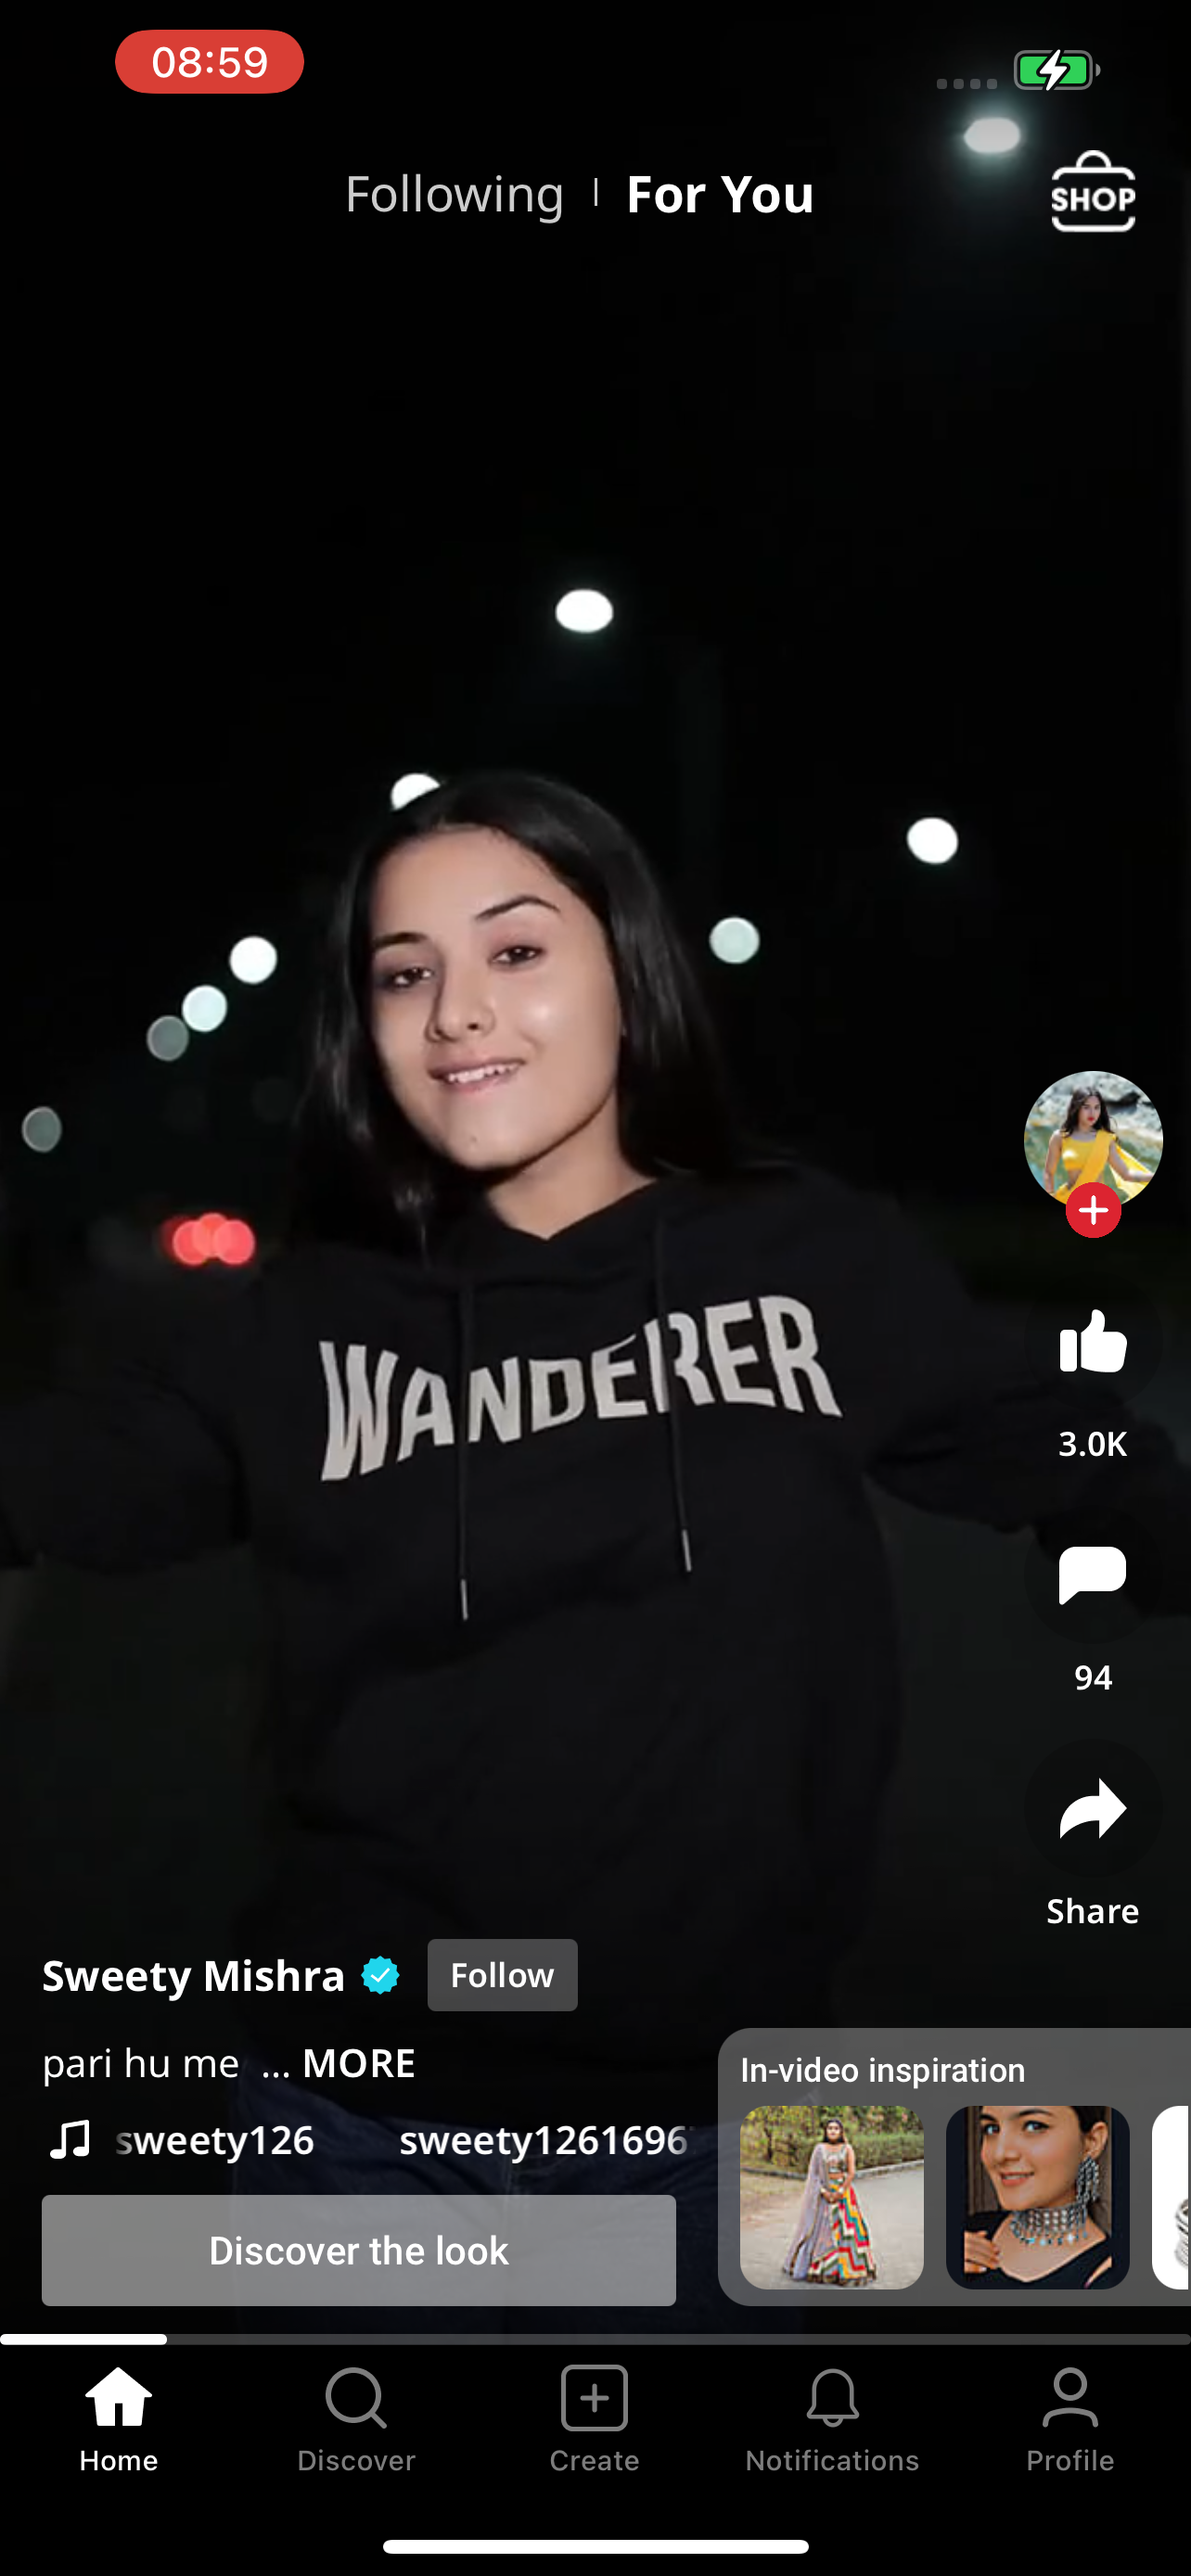 08:59
Following | For You
SHOP
WANDERER
3.0K
94
Share
Sweety Mishra Follow
pari hu me ... MORE
sweety126 sweety1261696
In-video inspiration
Discover the look
Home Discover Create Notifications Profile